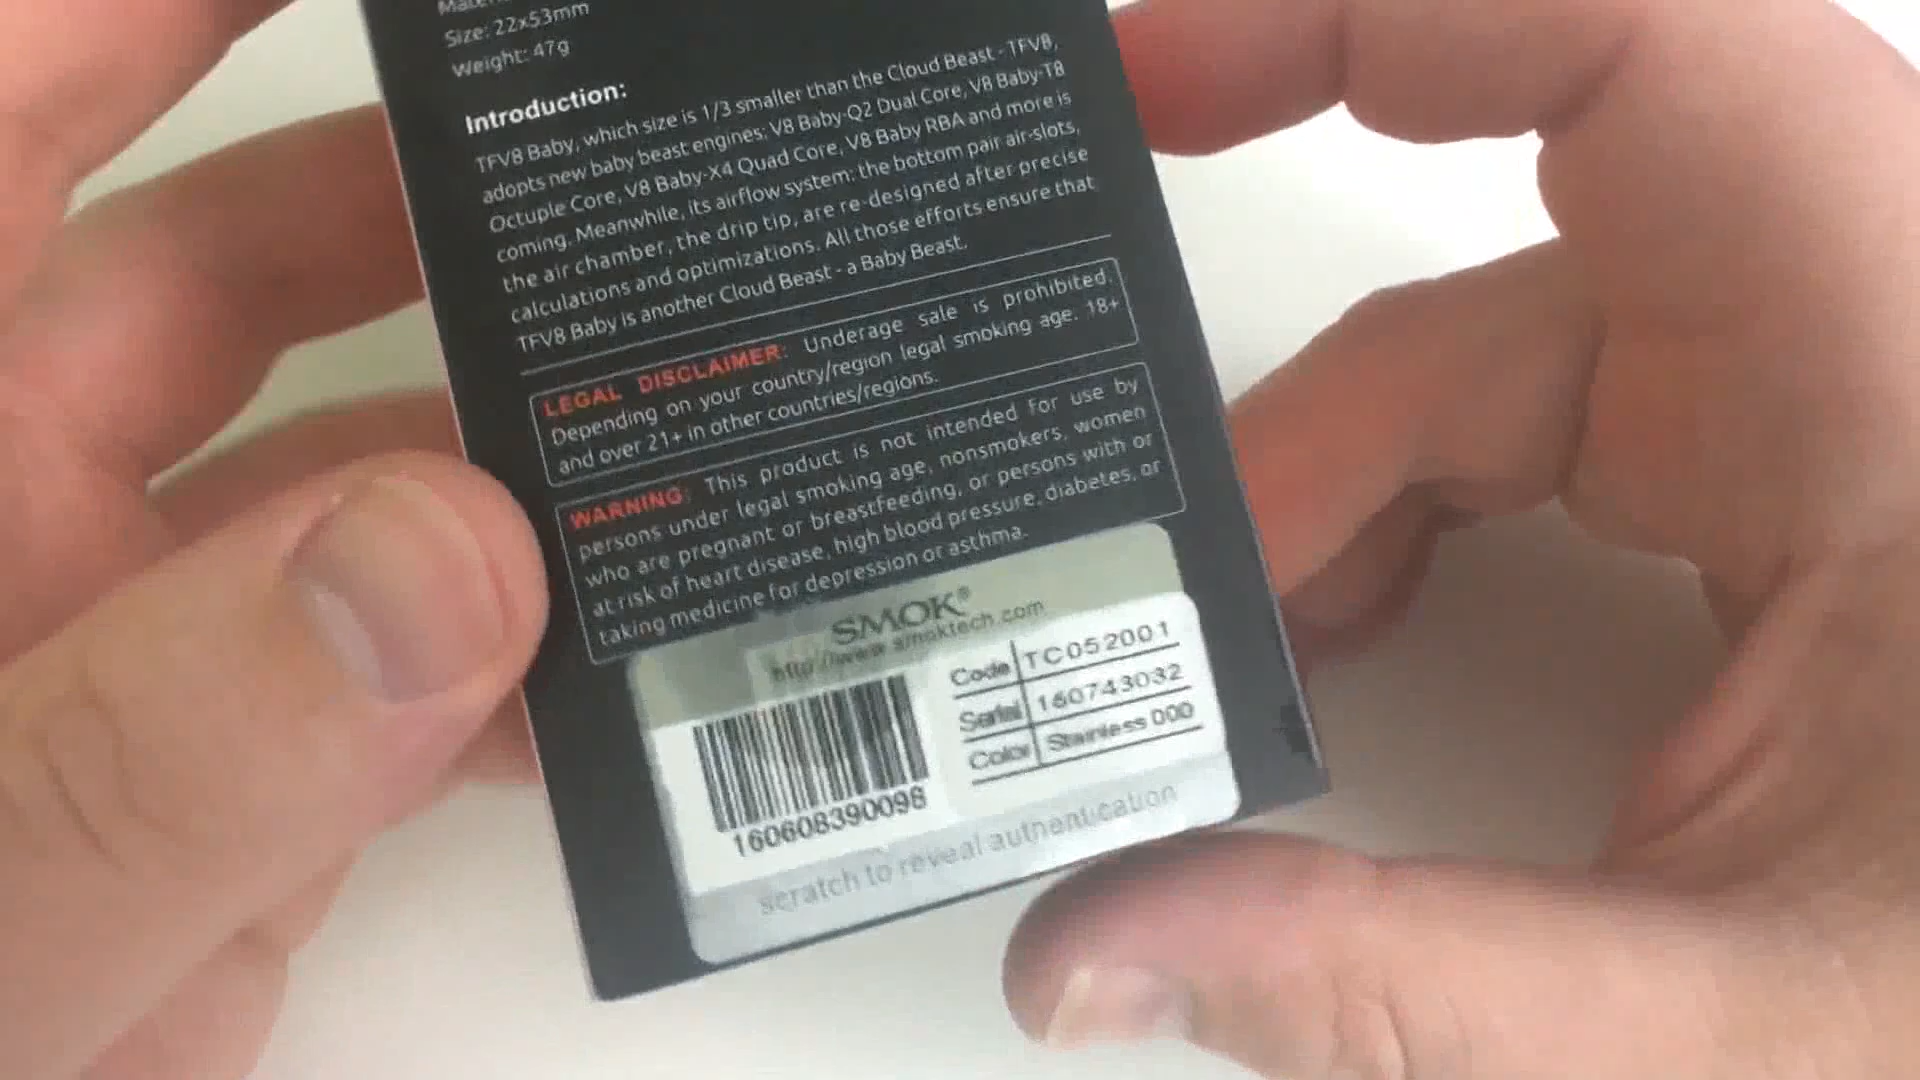 Size: 22x53mm
Weight: 47g
Introduction:
TFV8 Baby, which size is 1/3 smaller than the Cloud Beast - TFV8,
adopts new baby beast engines: V8 Baby-Q2 Dual Core, V8 Baby-T8
Octuple Core, V8 Baby-X4 Quad Core, V8 Baby RBA and more is
coming. Meanwhile, its airflow system: the bottom pair air-slots,
the air chamber, the drip tip, are re-designed after precise
calculations and optimizations. All those efforts ensure that
TFV8 Baby is another Cloud Beast - a Baby Beast.
LEGAL DISCLAIMER: Underage sale is prohibited.
Depending on your country/region legal smoking age. 18+
and over 21+ in other countries/regions.
WARNING: This product is not intended for use by
persons under legal smoking age, nonsmokers, women
who are pregnant or breastfeeding, or persons with or
at risk of heart disease, high blood pressure, diabetes, or
taking medicine for depression or asthma.
SMOK®
http://www.smoktech.com
Code TC052001
Serial 160743032
Color Stainless 000
160608390098
scratch to reveal authentication